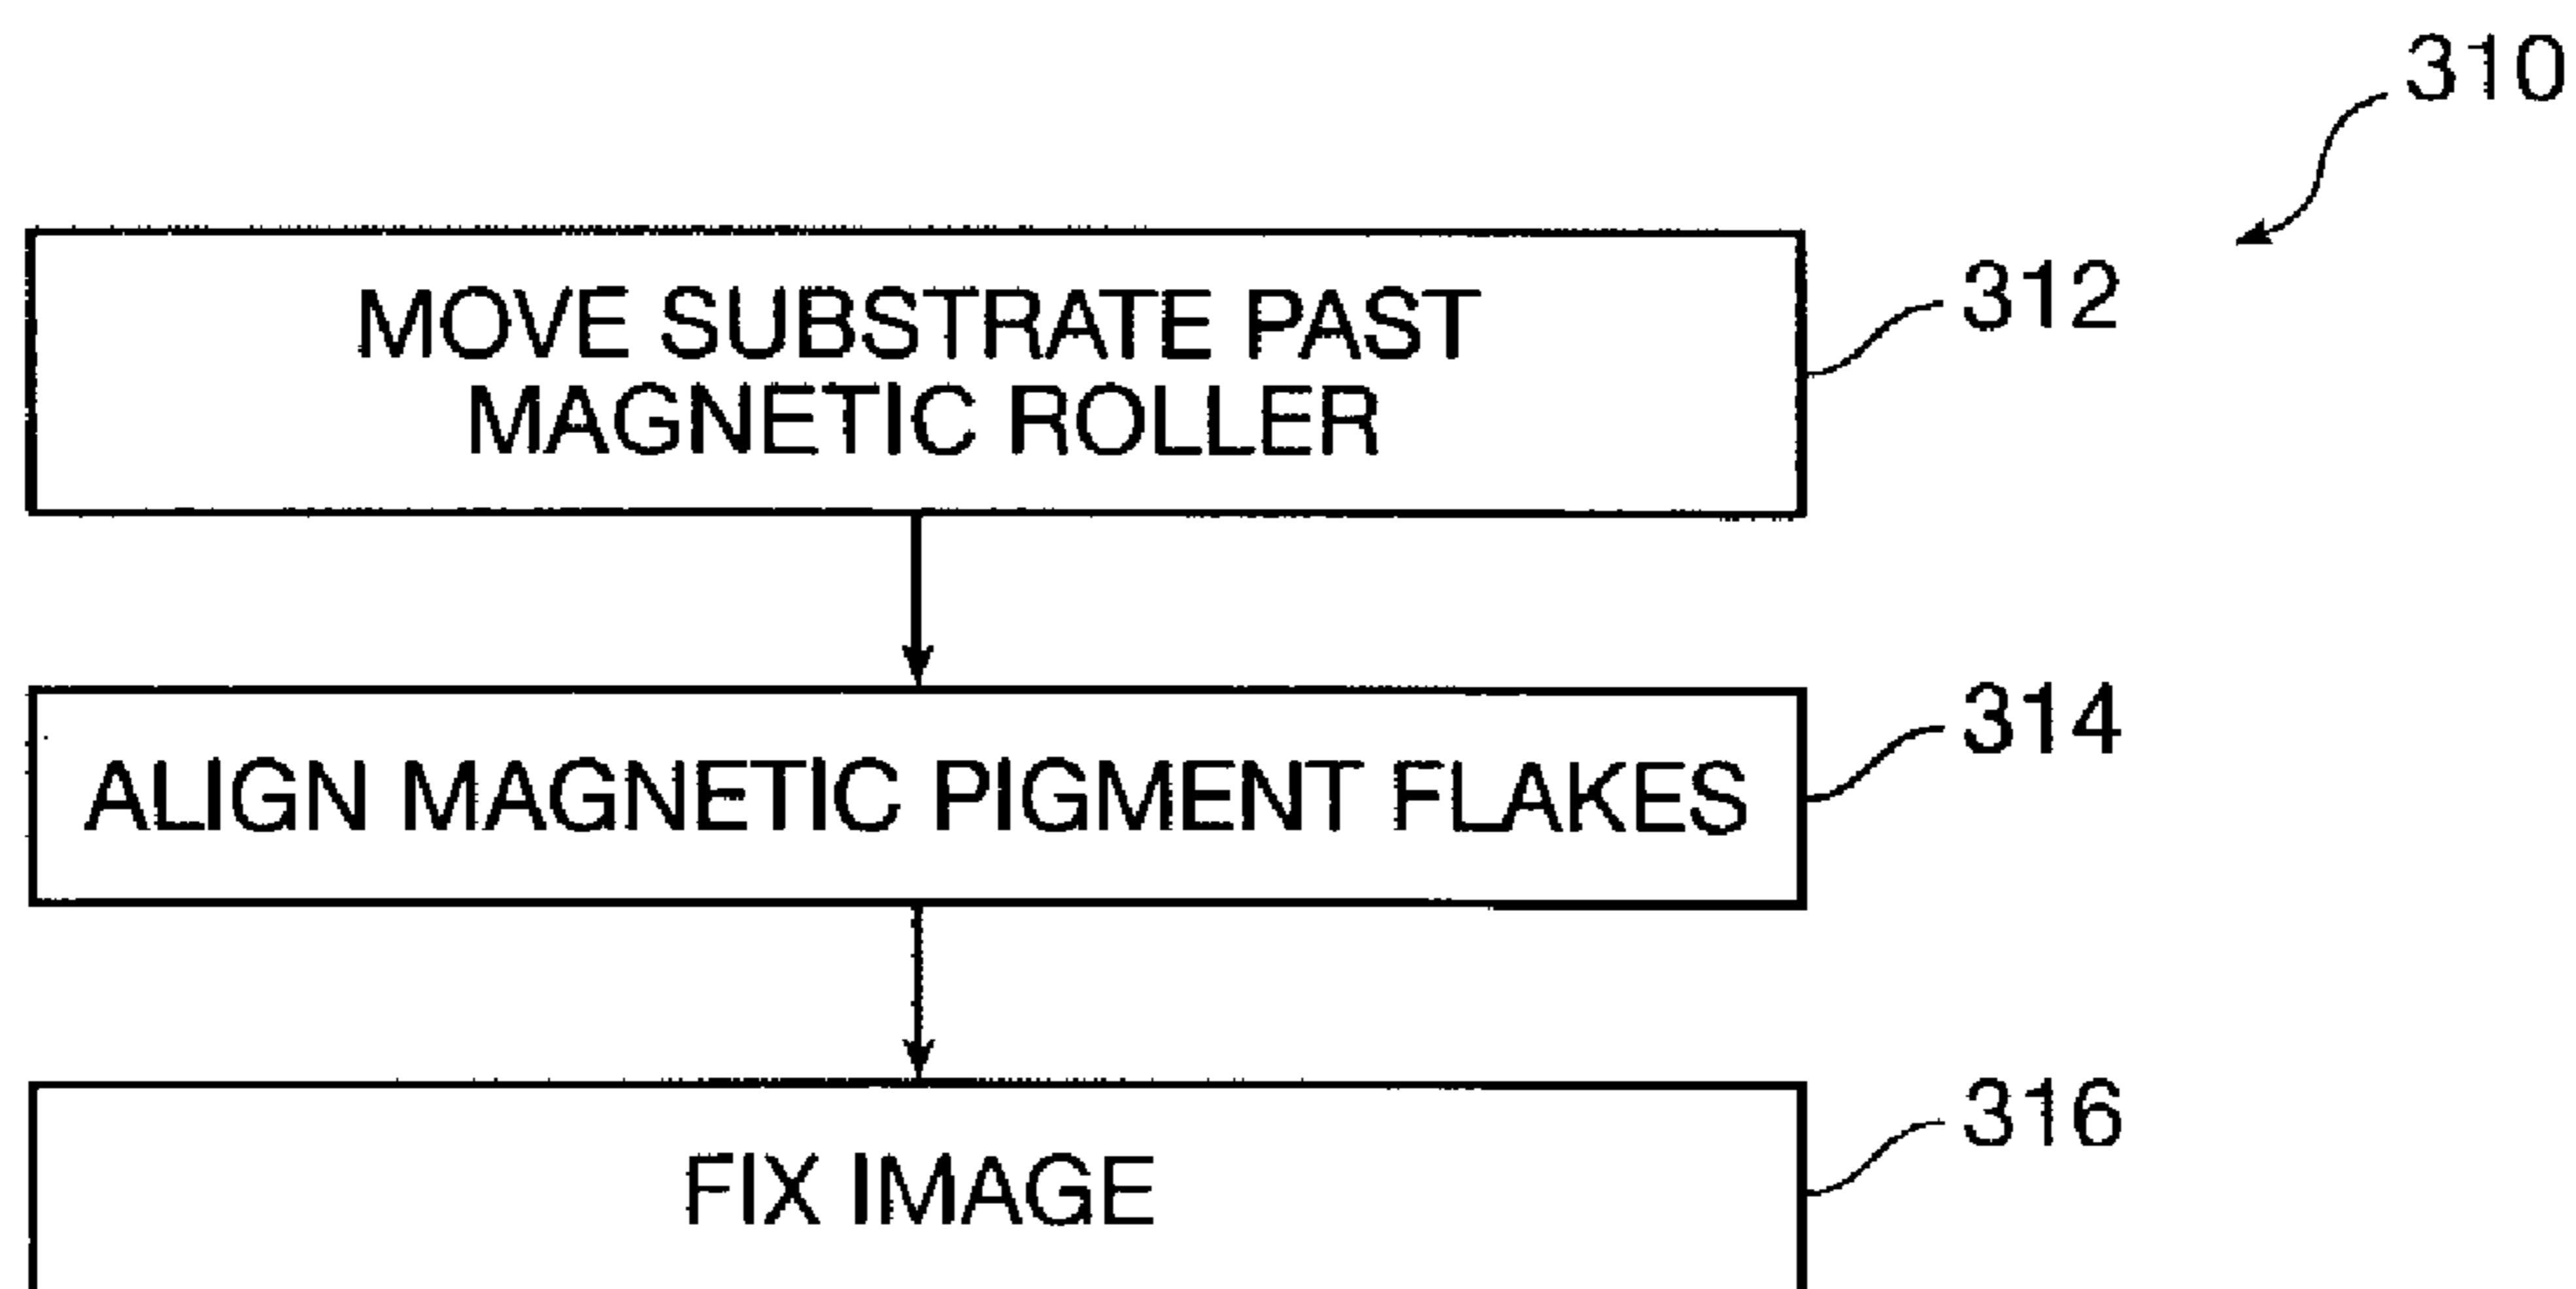 310
MOVE SUBSTRATE PAST
MAGNETIC ROLLER
312
ALIGN MAGNETIC PIGMENT FLAKES
314
FIX IMAGE
316